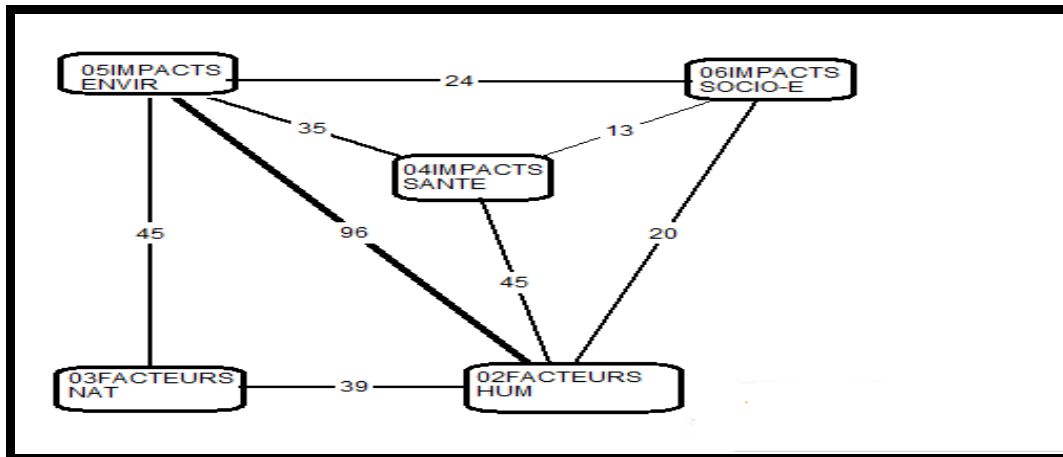 05IMPACTS
ENVIR
24
06IMPACTS
SOCIO-E
35
13
04IMPACTS
SANTE
45
96
20
45
03FACTEURS
NAT
39
02FACTEURS
HUM